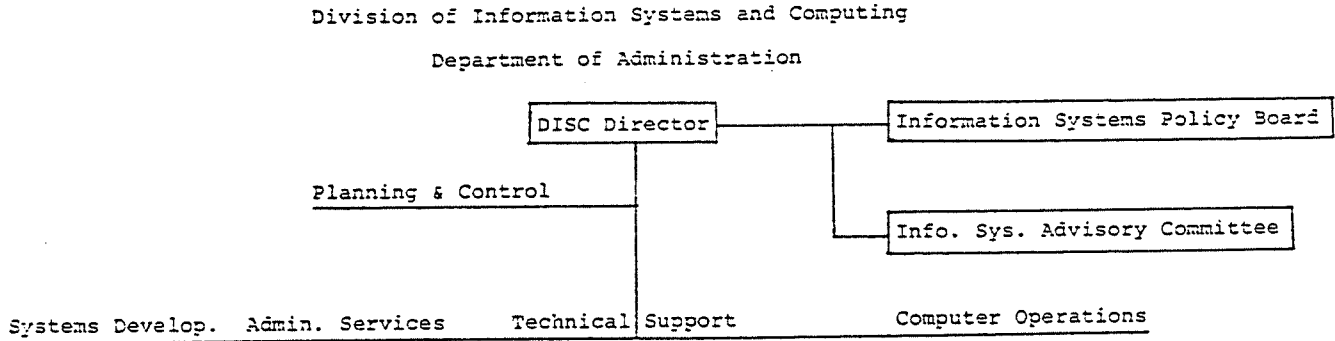 Division of Information Systems and Computing
Department of Administration
DISC Director
Information Systems Policy Board
Planning & Control
Info. Sys. Advisory Committee
Systems Develop. Admin. Services Technical Support Computer Operations